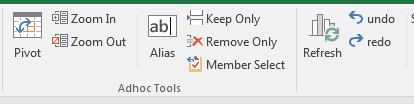 Pivot
Zoom In
Zoom Out
ab
Alias
Keep Only
Remove Only
Member Select
Adhoc Tools
Refresh
undo
redo